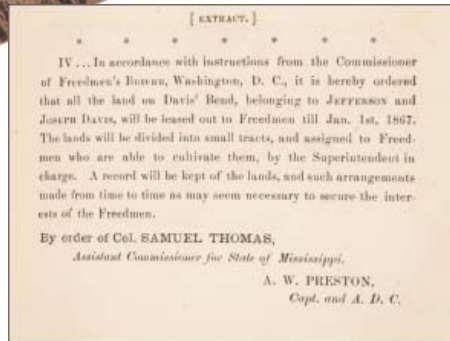 [ EXTRACT. ]
* * * * * * *
IV...In accordance with instructions from the Commissioner
of Freedmen's Bureau, Washington, D. C., it is hereby ordered
that all the land on Davis' Bend, belonging to JEFFERSON and
JOSEPH DAVIS, will be leased out to Freedmen till Jan. 1st, 1867.
The lands will be divided into small tracts, and assigned to Freed-
men who are able to cultivate them, by the Superintendent in
charge. A record will be kept of the lands, and such arrangements
made from time to time as may seem necessary to secure the inter-
ests of the Freedmen.
By order of Col. SAMUEL THOMAS,
Assistant Commissioner for State of Mississippi.
A. W. PRESTON,
Capt. and A. D. C.